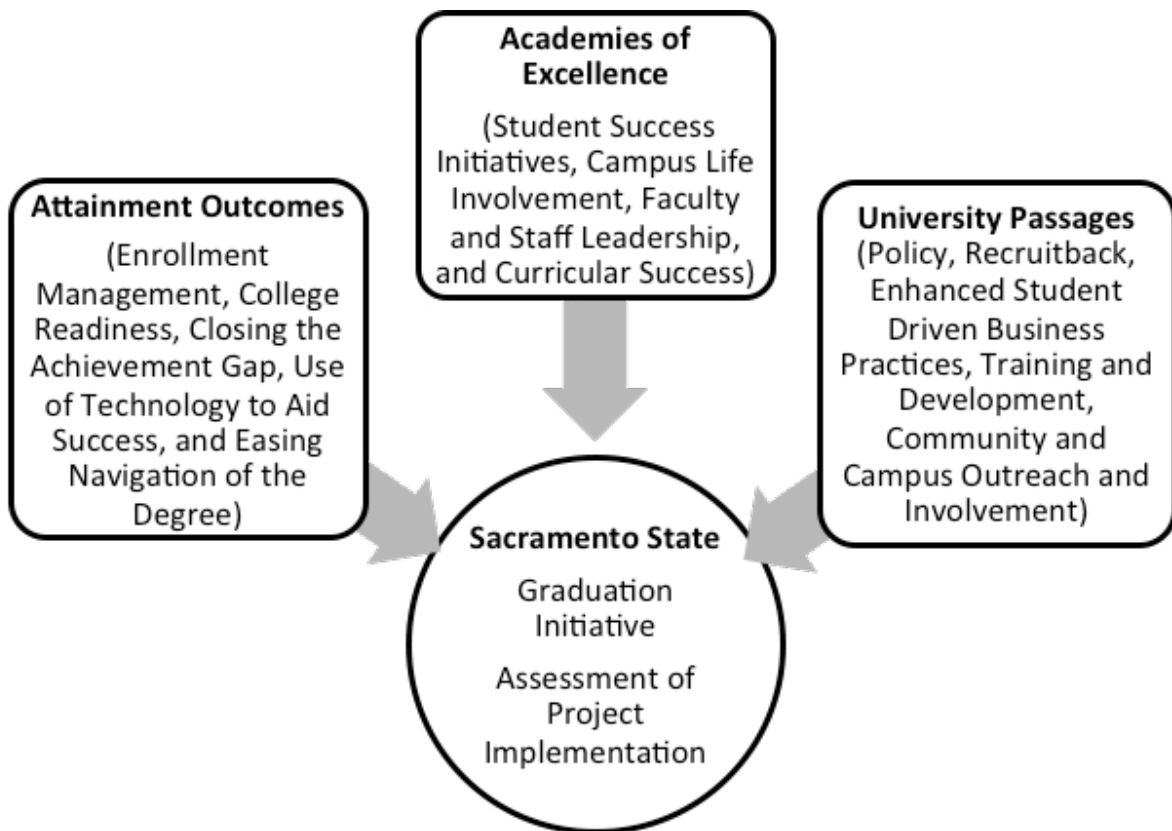 Academies of
Excellence
(Student Success
Initiatives, Campus Life
Involvement, Faculty
and Staff Leadership,
and Curricular Success)
Attainment Outcomes
(Enrollment
Management, College
Readiness, Closing the
Achievement Gap, Use
of Technology to Aid
Success, and Easing
Navigation of the
Degree)
University Passages
(Policy, Recruitback,
Enhanced Student
Driven Business
Practices, Training and
Development,
Community and
Campus Outreach and
Involvement)
Sacramento State
Graduation
Initiative
Assessment of
Project
Implementation